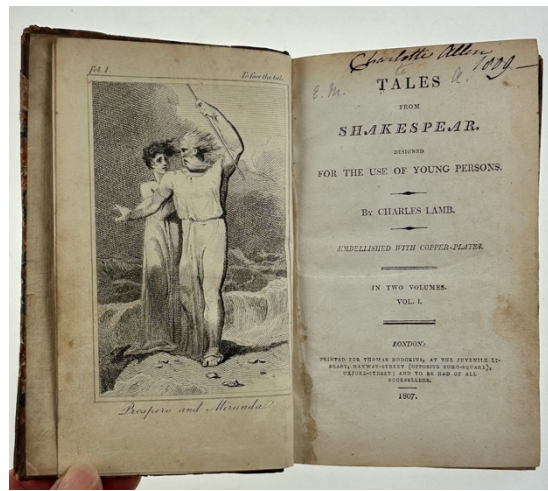 Vol. I.
To face the title.
Prospero and Miranda
Charlotte Allen
1809
E. M.
A.
TALES
FROM
SHAKESPEAR.
DESIGNED
FOR THE USE OF YOUNG PERSONS.
By CHARLES LAMB.
EMBELLISHED WITH COPPER-PLATES.
IN TWO VOLUMES.
VOL. I.
LONDON:
PRINTED FOR THOMAS HODGKINS, AT THE JUVENILE LI-
BRARY, HANWAY-STREET (OPPOSITE SOHO-SQUARE),
OXFORD-STREET; AND TO BE HAD OF ALL
BOOKSELLERS.
1807.